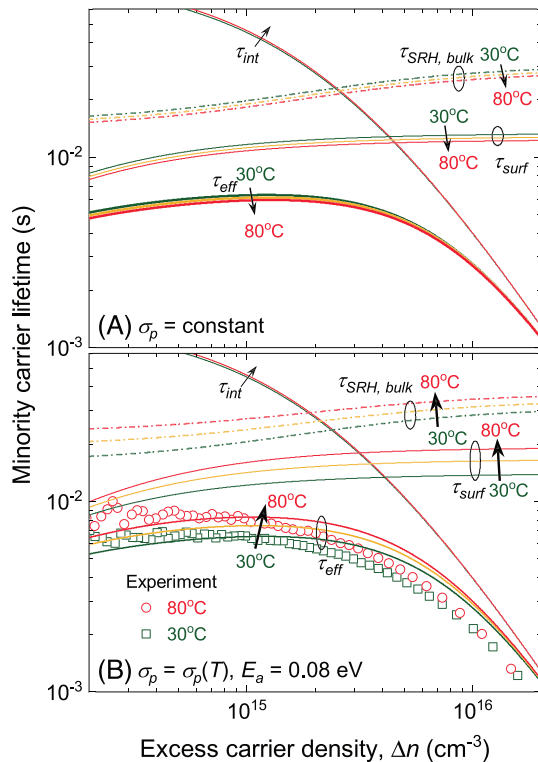 τint
τSRH, bulk
30°C
80°C
10-2
30°C
80°C
τsurf
τeff
30°C
80°C
(A) σp = constant
10-3
Minority carrier lifetime (s)
τint
τSRH, bulk
80°C
30°C
80°C
τsurf
30°C
10-2
80°C
30°C
τeff
Experiment
80°C
30°C
(B) σp = σp(T), Ea = 0.08 eV
10-3
1015
1016
Excess carrier density, Δn (cm-3)